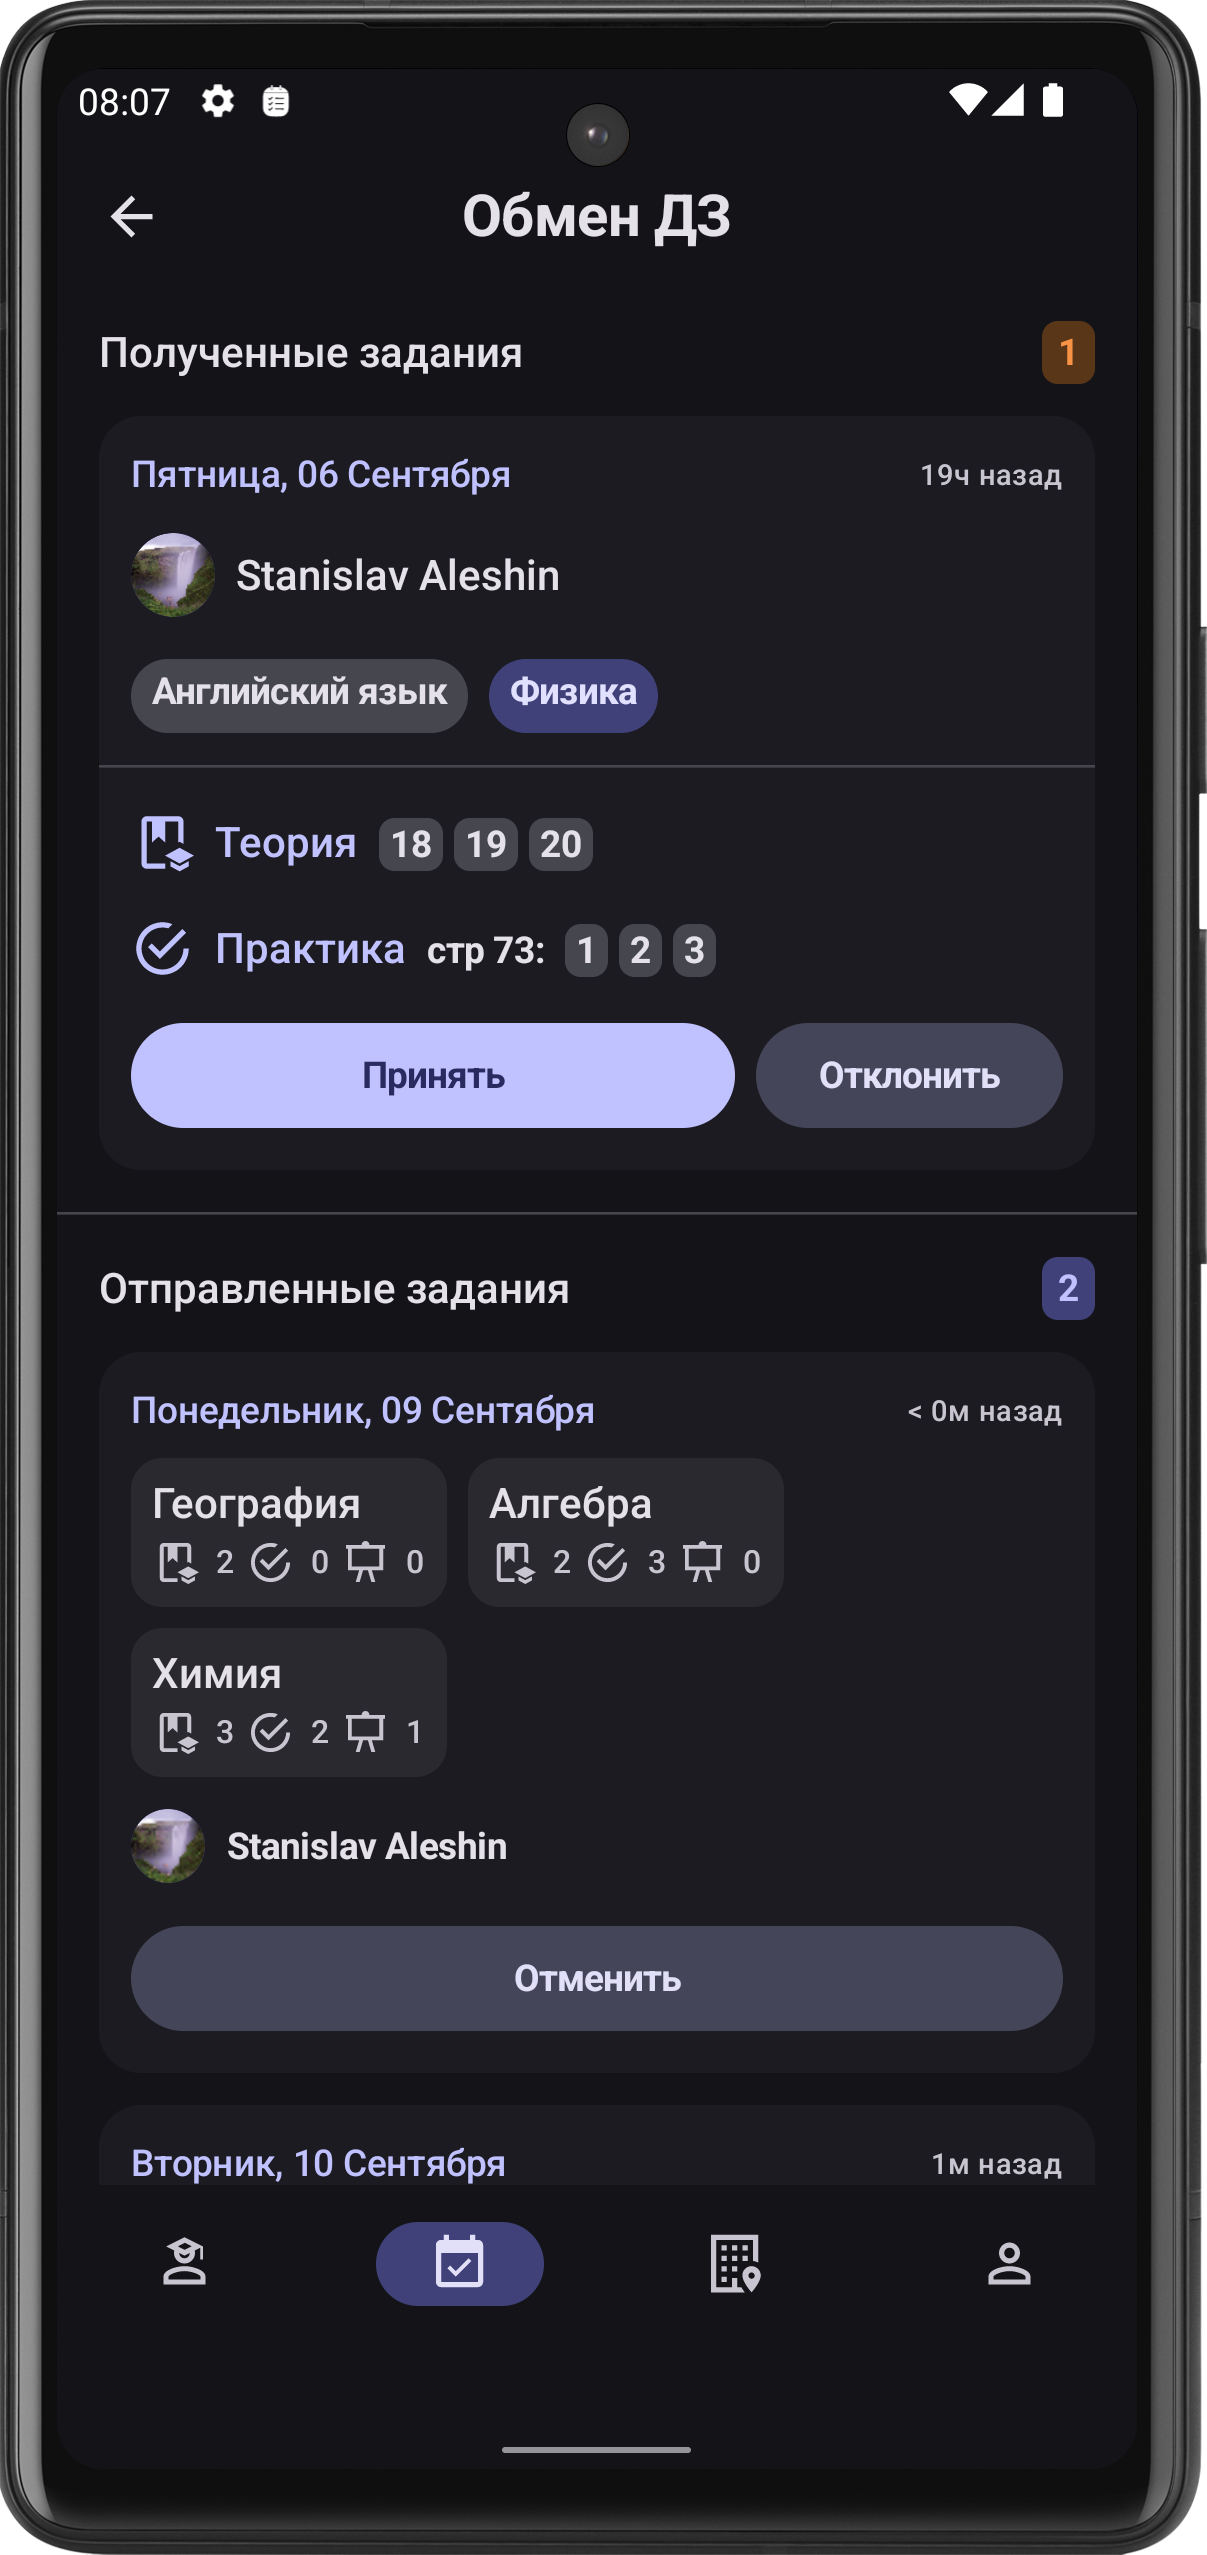 08:07
Обмен ДЗ
Полученные задания 1
Пятница, 06 Сентября 19ч назад
Stanislav Aleshin
Английский язык Физика
Теория 18 19 20
Практика стр 73: 1 2 3
Принять Отклонить
Отправленные задания 2
Понедельник, 09 Сентября < 0м назад
География Алгебра
2 0 0 2 3 0
Химия
3 2 1
Stanislav Aleshin
Отменить
Вторник, 10 Сентября 1м назад